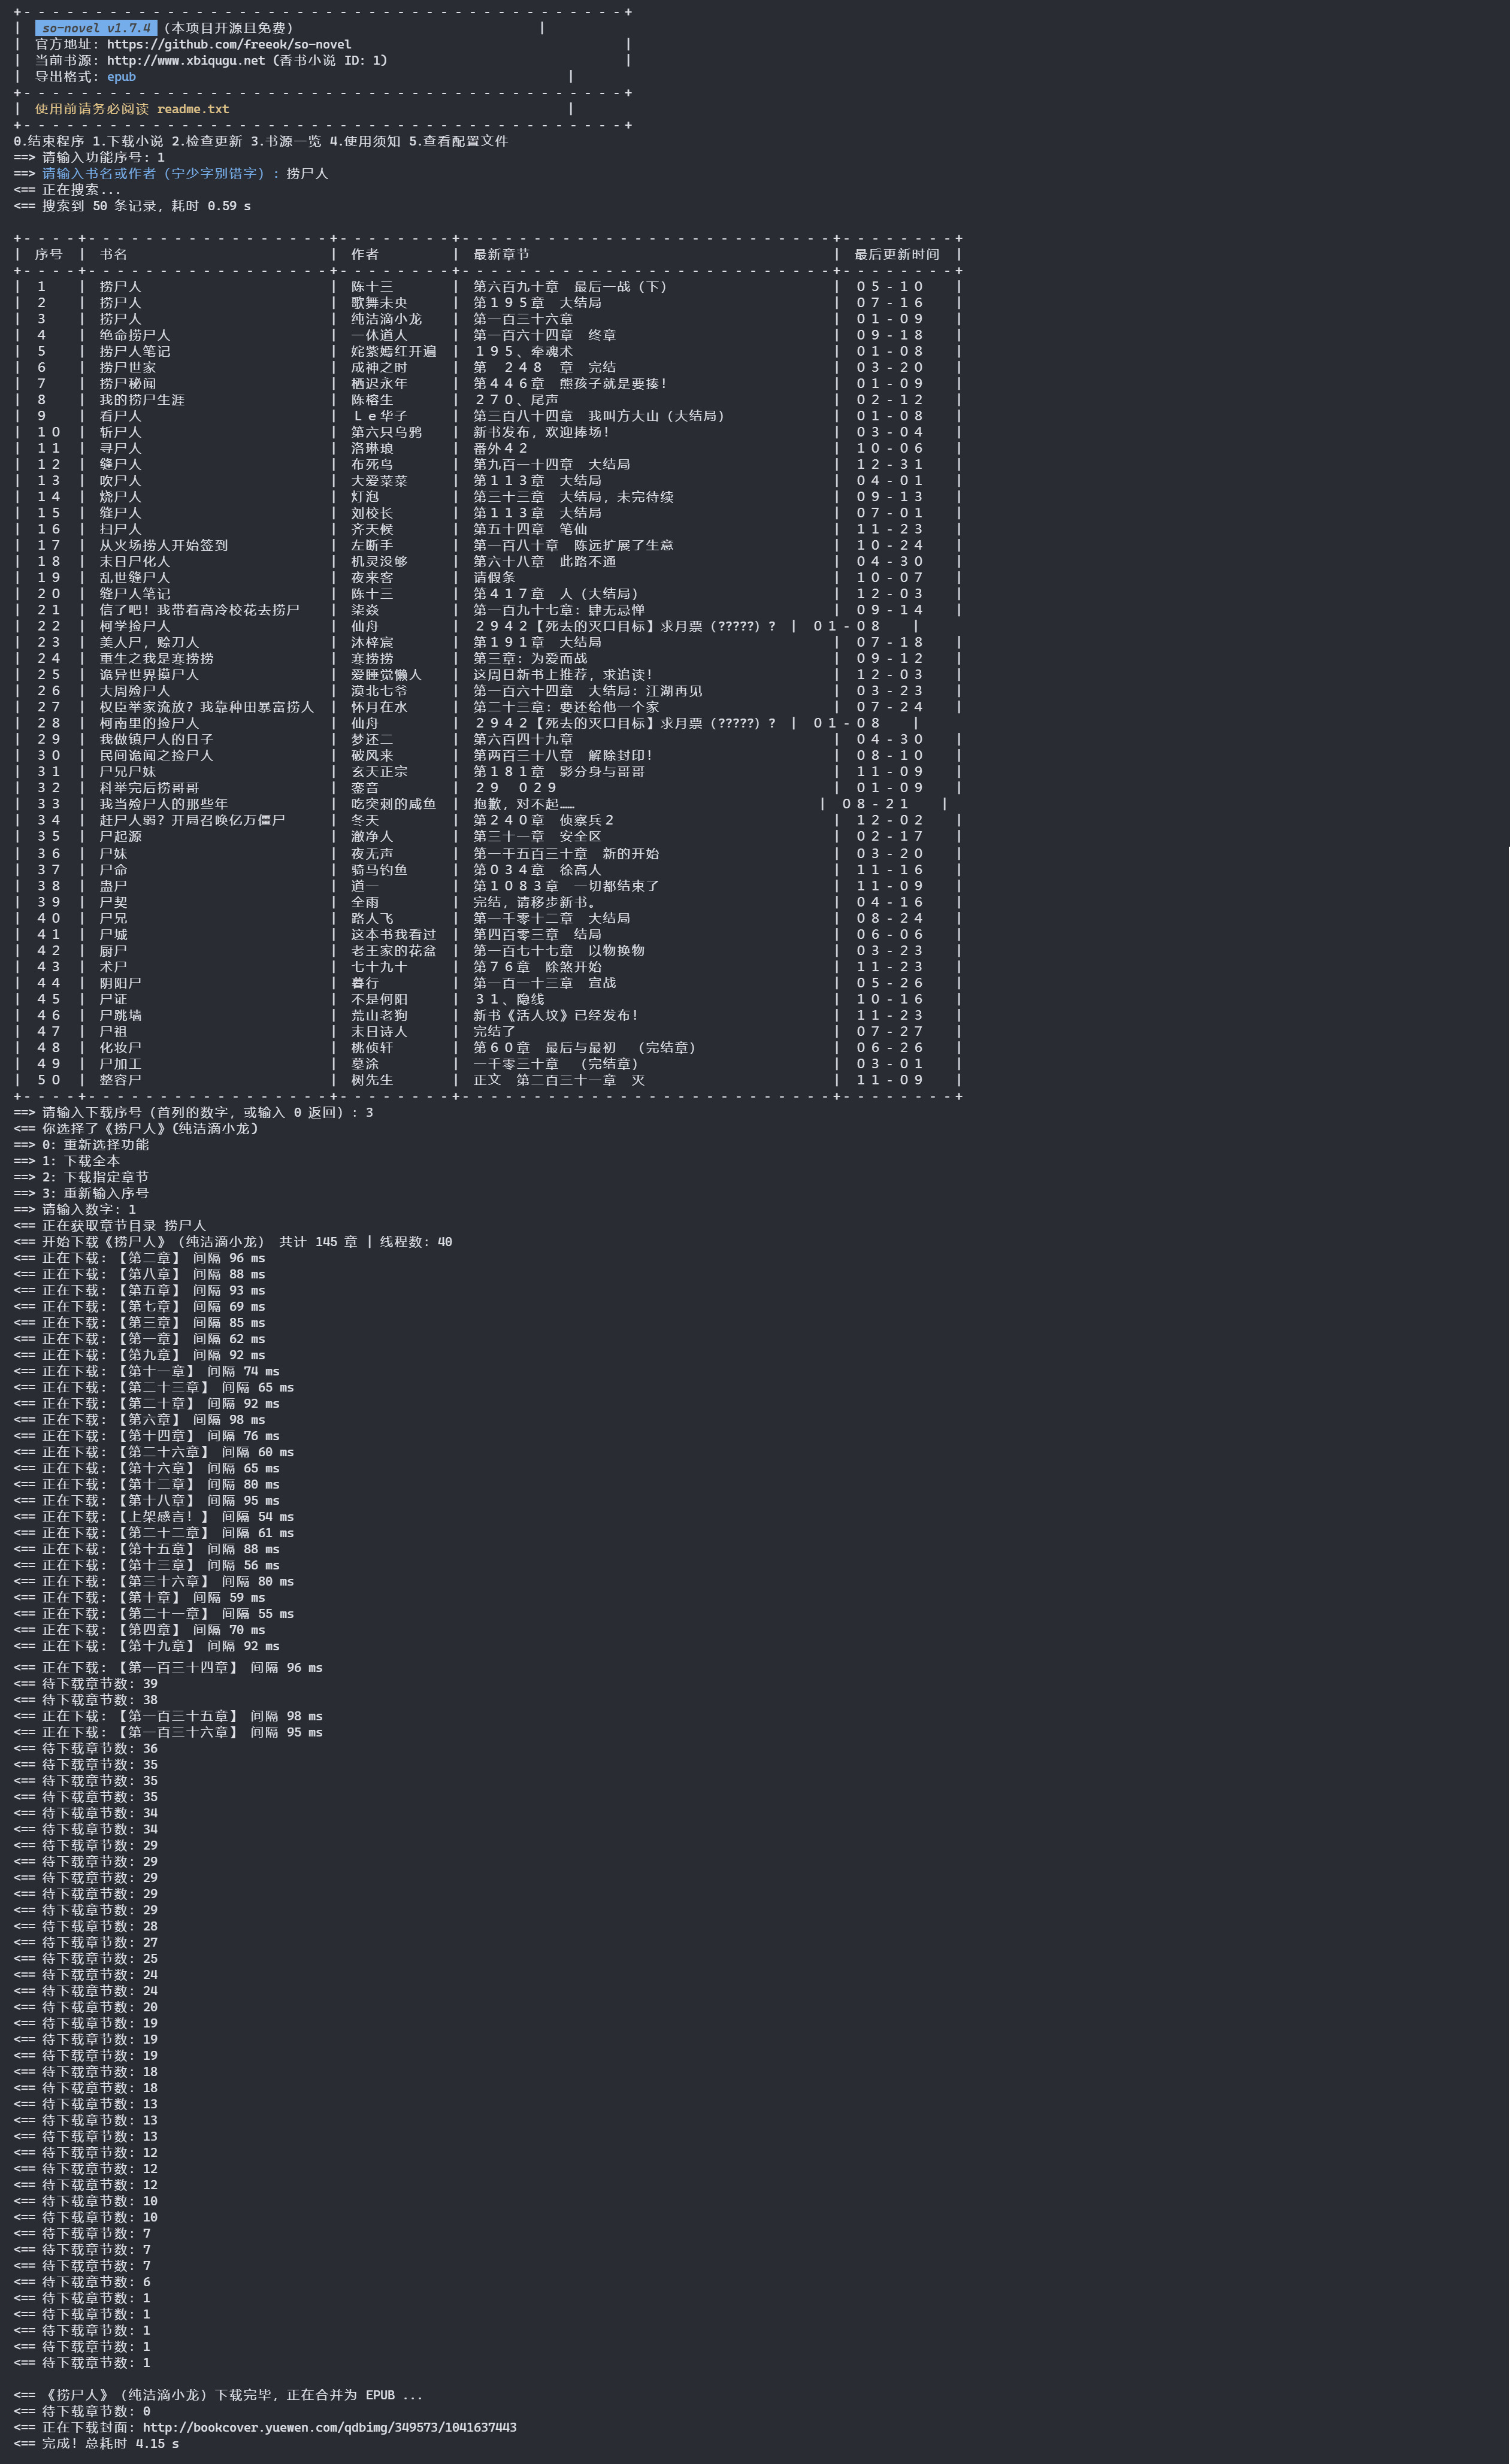 +- - - - - - - - - - - - - - - - - - - - - - - - - - - - - - - - - - - - - - - - - -+
| so-novel v1.7.4 (本项目开源且免费) |
| 官方地址: https://github.com/freeok/so-novel |
| 当前书源: http://www.xbiqugu.net (香书小说 ID: 1) |
| 导出格式: epub |
+- - - - - - - - - - - - - - - - - - - - - - - - - - - - - - - - - - - - - - - - - -+
| 使用前请务必阅读 readme.txt |
+- - - - - - - - - - - - - - - - - - - - - - - - - - - - - - - - - - - - - - - - - -+
0.结束程序 1.下载小说 2.检查更新 3.书源一览 4.使用须知 5.查看配置文件
==> 请输入功能序号: 1
==> 请输入书名或作者(宁少字别错字): 捞尸人
<== 正在搜索...
<== 搜索到 50 条记录,耗时 0.59 s
+- - - -+- - - - - - - - - - - - - - - - -+- - - - - - - -+- - - - - - - - - - - - - - - - - - - - - - - - - -+- - - - - - - -+
| 序号 | 书名 | 作者 | 最新章节 | 最后更新时间 |
+- - - -+- - - - - - - - - - - - - - - - -+- - - - - - - -+- - - - - - - - - - - - - - - - - - - - - - - - - -+- - - - - - - -+
| 1 | 捞尸人 | 陈十三 | 第六百九十章 最后一战(下) | 05-10 |
| 2 | 捞尸人 | 歌舞未央 | 第195章 大结局 | 07-16 |
| 3 | 捞尸人 | 纯洁滴小龙 | 第一百三十六章 | 01-09 |
| 4 | 绝命捞尸人 | 一休道人 | 第一百六十四章 终章 | 09-18 |
| 5 | 捞尸人笔记 | 姹紫嫣红开遍 | 195、牵魂术 | 01-08 |
| 6 | 捞尸世家 | 成神之时 | 第 248 章 完结 | 03-20 |
| 7 | 捞尸秘闻 | 栖迟永年 | 第446章 熊孩子就是要揍! | 01-09 |
| 8 | 我的捞尸生涯 | 陈榕生 | 270、尾声 | 02-12 |
| 9 | 看尸人 | Le华子 | 第三百八十四章 我叫方大山(大结局) | 01-08 |
| 10 | 斩尸人 | 第六只乌鸦 | 新书发布,欢迎捧场! | 03-04 |
| 11 | 寻尸人 | 洛琳琅 | 番外42 | 10-06 |
| 12 | 缝尸人 | 布死鸟 | 第九百一十四章 大结局 | 12-31 |
| 13 | 吹尸人 | 大爱菜菜 | 第113章 大结局 | 04-01 |
| 14 | 烧尸人 | 灯泡 | 第三十三章 大结局,未完待续 | 09-13 |
| 15 | 缝尸人 | 刘校长 | 第113章 大结局 | 07-01 |
| 16 | 扫尸人 | 齐天候 | 第五十四章 笔仙 | 11-23 |
| 17 | 从火场捞人开始签到 | 左断手 | 第一百八十章 陈远扩展了生意 | 10-24 |
| 18 | 末日尸化人 | 机灵没够 | 第六十八章 此路不通 | 04-30 |
| 19 | 乱世缝尸人 | 夜来客 | 请假条 | 10-07 |
| 20 | 缝尸人笔记 | 陈十三 | 第417章 人(大结局) | 12-03 |
| 21 | 信了吧!我带着高冷校花去捞尸 | 柒焱 | 第一百九十七章:肆无忌惮 | 09-14 |
| 22 | 柯学捡尸人 | 仙舟 | 2942【死去的灭口目标】求月票(?????)? | 01-08 |
| 23 | 美人尸,赊刀人 | 沐梓宸 | 第191章 大结局 | 07-18 |
| 24 | 重生之我是寒捞捞 | 寒捞捞 | 第三章:为爱而战 | 09-12 |
| 25 | 诡异世界摸尸人 | 爱睡觉懒人 | 这周日新书上推荐,求追读! | 12-03 |
| 26 | 大周殓尸人 | 漠北七爷 | 第一百六十四章 大结局:江湖再见 | 03-23 |
| 27 | 权臣举家流放?我靠种田暴富捞人 | 怀月在水 | 第二十三章:要还给他一个家 | 07-24 |
| 28 | 柯南里的捡尸人 | 仙舟 | 2942【死去的灭口目标】求月票(?????)? | 01-08 |
| 29 | 我做镇尸人的日子 | 梦还二 | 第六百四十九章 | 04-30 |
| 30 | 民间诡闻之捡尸人 | 破风来 | 第两百三十八章 解除封印! | 08-10 |
| 31 | 尸兄尸妹 | 玄天正宗 | 第181章 影分身与哥哥 | 11-09 |
| 32 | 科举完后捞哥哥 | 銮音 | 29 029 | 01-09 |
| 33 | 我当殓尸人的那些年 | 吃突刺的咸鱼 | 抱歉,对不起…… | 08-21 |
| 34 | 赶尸人弱?开局召唤亿万僵尸 | 冬天 | 第240章 侦察兵2 | 12-02 |
| 35 | 尸起源 | 澈净人 | 第三十一章 安全区 | 02-17 |
| 36 | 尸妹 | 夜无声 | 第一千五百三十章 新的开始 | 03-20 |
| 37 | 尸命 | 骑马钓鱼 | 第034章 徐高人 | 11-16 |
| 38 | 蛊尸 | 道一 | 第1083章 一切都结束了 | 11-09 |
| 39 | 尸契 | 全雨 | 完结,请移步新书。 | 04-16 |
| 40 | 尸兄 | 路人飞 | 第一千零十二章 大结局 | 08-24 |
| 41 | 尸城 | 这本书我看过 | 第四百零三章 结局 | 06-06 |
| 42 | 厨尸 | 老王家的花盆 | 第一百七十七章 以物换物 | 03-23 |
| 43 | 术尸 | 七十九十 | 第76章 除煞开始 | 11-23 |
| 44 | 阴阳尸 | 暮行 | 第一百一十三章 宣战 | 05-26 |
| 45 | 尸证 | 不是何阳 | 31、隐线 | 10-16 |
| 46 | 尸跳墙 | 荒山老狗 | 新书《活人坟》已经发布! | 11-23 |
| 47 | 尸祖 | 末日诗人 | 完结了 | 07-27 |
| 48 | 化妆尸 | 桃侦轩 | 第60章 最后与最初 (完结章) | 06-26 |
| 49 | 尸加工 | 墓涂 | 一千零三十章 (完结章) | 03-01 |
| 50 | 整容尸 | 树先生 | 正文 第二百三十一章 灭 | 11-09 |
+- - - -+- - - - - - - - - - - - - - - - -+- - - - - - - -+- - - - - - - - - - - - - - - - - - - - - - - - - -+- - - - - - - -+
==> 请输入下载序号(首列的数字,或输入 0 返回): 3
<== 你选择了《捞尸人》(纯洁滴小龙)
==> 0: 重新选择功能
==> 1: 下载全本
==> 2: 下载指定章节
==> 3: 重新输入序号
==> 请输入数字: 1
<== 正在获取章节目录 捞尸人
<== 开始下载《捞尸人》(纯洁滴小龙) 共计 145 章 | 线程数: 40
<== 正在下载: 【第二章】 间隔 96 ms
<== 正在下载: 【第八章】 间隔 88 ms
<== 正在下载: 【第五章】 间隔 93 ms
<== 正在下载: 【第七章】 间隔 69 ms
<== 正在下载: 【第三章】 间隔 85 ms
<== 正在下载: 【第一章】 间隔 62 ms
<== 正在下载: 【第九章】 间隔 92 ms
<== 正在下载: 【第十一章】 间隔 74 ms
<== 正在下载: 【第二十三章】 间隔 65 ms
<== 正在下载: 【第二十章】 间隔 92 ms
<== 正在下载: 【第六章】 间隔 98 ms
<== 正在下载: 【第十四章】 间隔 76 ms
<== 正在下载: 【第二十六章】 间隔 60 ms
<== 正在下载: 【第十六章】 间隔 65 ms
<== 正在下载: 【第十二章】 间隔 80 ms
<== 正在下载: 【第十八章】 间隔 95 ms
<== 正在下载: 【上架感言!】 间隔 54 ms
<== 正在下载: 【第二十二章】 间隔 61 ms
<== 正在下载: 【第十五章】 间隔 88 ms
<== 正在下载: 【第十三章】 间隔 56 ms
<== 正在下载: 【第三十六章】 间隔 80 ms
<== 正在下载: 【第十章】 间隔 59 ms
<== 正在下载: 【第二十一章】 间隔 55 ms
<== 正在下载: 【第四章】 间隔 70 ms
<== 正在下载: 【第十九章】 间隔 92 ms
<== 正在下载: 【第一百三十四章】 间隔 96 ms
<== 待下载章节数: 39
<== 待下载章节数: 38
<== 正在下载: 【第一百三十五章】 间隔 98 ms
<== 正在下载: 【第一百三十六章】 间隔 95 ms
<== 待下载章节数: 36
<== 待下载章节数: 35
<== 待下载章节数: 35
<== 待下载章节数: 35
<== 待下载章节数: 34
<== 待下载章节数: 34
<== 待下载章节数: 29
<== 待下载章节数: 29
<== 待下载章节数: 29
<== 待下载章节数: 29
<== 待下载章节数: 29
<== 待下载章节数: 28
<== 待下载章节数: 27
<== 待下载章节数: 25
<== 待下载章节数: 24
<== 待下载章节数: 24
<== 待下载章节数: 20
<== 待下载章节数: 19
<== 待下载章节数: 19
<== 待下载章节数: 19
<== 待下载章节数: 18
<== 待下载章节数: 18
<== 待下载章节数: 13
<== 待下载章节数: 13
<== 待下载章节数: 13
<== 待下载章节数: 12
<== 待下载章节数: 12
<== 待下载章节数: 12
<== 待下载章节数: 10
<== 待下载章节数: 10
<== 待下载章节数: 7
<== 待下载章节数: 7
<== 待下载章节数: 7
<== 待下载章节数: 6
<== 待下载章节数: 1
<== 待下载章节数: 1
<== 待下载章节数: 1
<== 待下载章节数: 1
<== 待下载章节数: 1
<== 《捞尸人》(纯洁滴小龙)下载完毕,正在合并为 EPUB ...
<== 待下载章节数: 0
<== 正在下载封面: http://bookcover.yuewen.com/qdbimg/349573/1041637443
<== 完成!总耗时 4.15 s